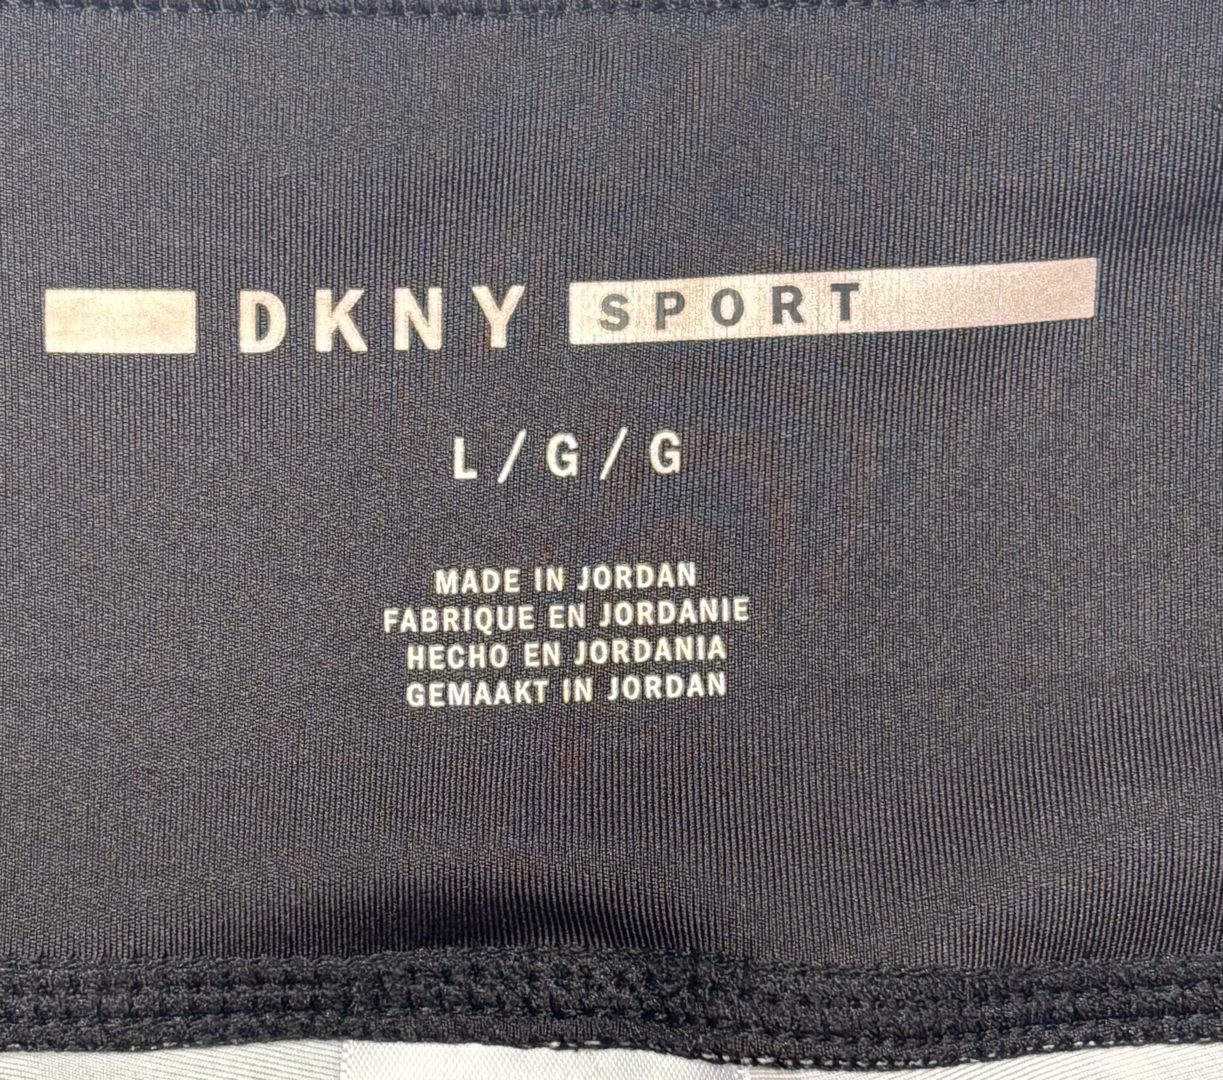 DKNY SPORT
L/G/G
MADE IN JORDAN
FABRIQUE EN JORDANIE
HECHO EN JORDANIA
GEMAAKT IN JORDAN